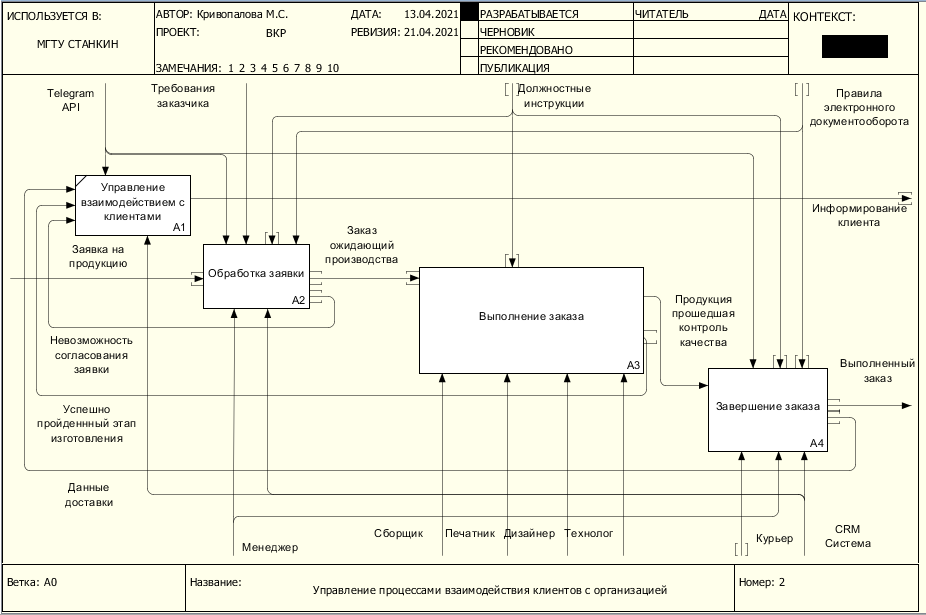 ИСПОЛЬЗУЕТСЯ В:
МГТУ СТАНКИН
АВТОР: Кривопалова М.С.
ДАТА: 13.04.2021
ПРОЕКТ: ВКР
РЕВИЗИЯ: 21.04.2021
ЗАМЕЧАНИЯ: 1 2 3 4 5 6 7 8 9 10
РАЗРАБАТЫВАЕТСЯ
ЧЕРНОВИК
РЕКОМЕНДОВАНО
ПУБЛИКАЦИЯ
ЧИТАТЕЛЬ
ДАТА
КОНТЕКСТ:
Telegram
API
Требования
заказчика
Должностные
инструкции
Правила
электронного
документооборота
Управление
взаимодействием с
клиентами
A1
Информирование
клиента
Заявка на
продукцию
Обработка заявки
A2
Заказ
ожидающий
производства
Выполнение заказа
A3
Продукция
прошедшая
контроль
качества
Невозможность
согласования
заявки
Выполненный
заказ
Завершение заказа
A4
Успешно
пройденный этап
изготовления
Данные
доставки
Менеджер
Сборщик
Печатник
Дизайнер
Технолог
Курьер
CRM
Система
Ветка: A0
Название:
Управление процессами взаимодействия клиентов с организацией
Номер: 2